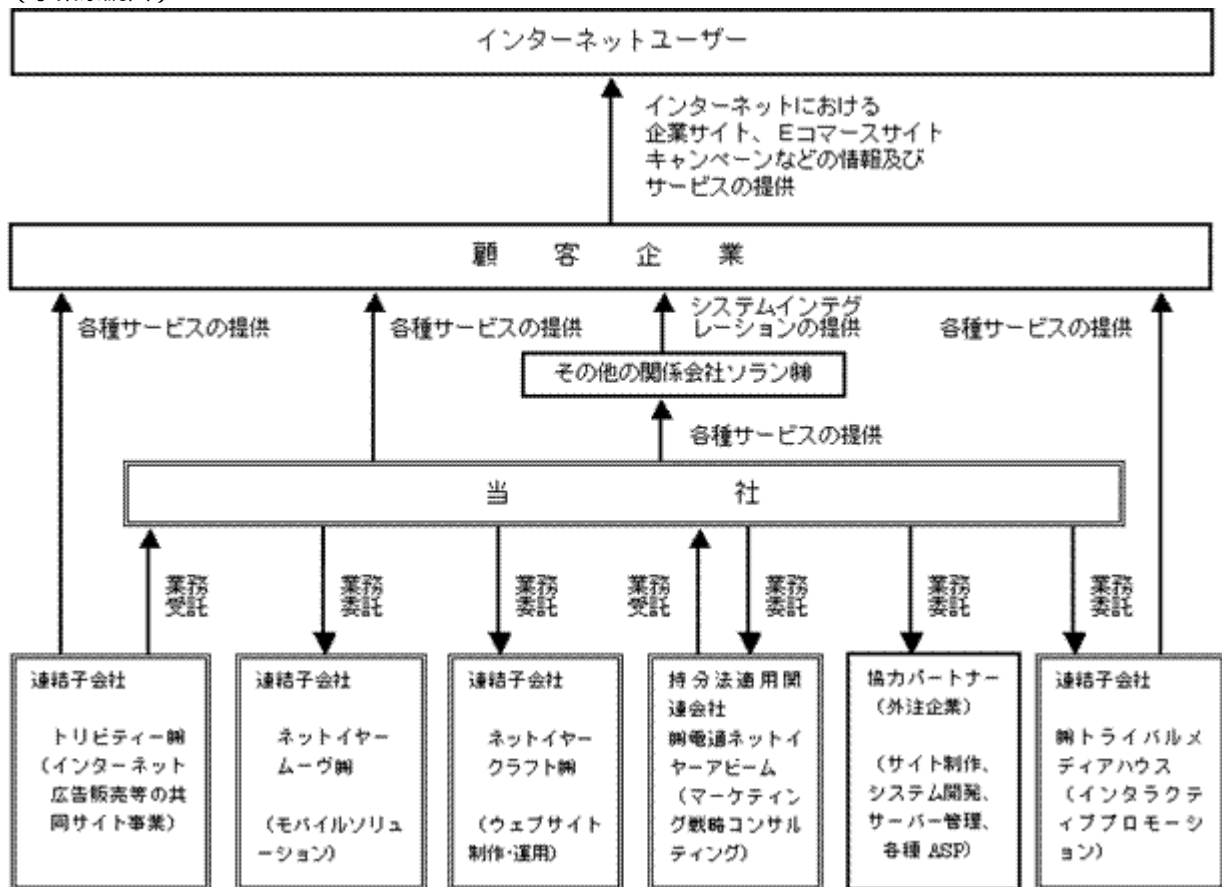 インターネットユーザー
インターネットにおける
企業サイト、Eコマースサイト
キャンペーンなどの情報及び
サービスの提供
顧客企業
各種サービスの提供
各種サービスの提供
システムインテグ
レーションの提供
各種サービスの提供
その他の関係会社ソラン㈱
各種サービスの提供
当社
業務
受託
業務
委託
業務
委託
業務
受託
業務
委託
業務
委託
業務
委託
連結子会社
トリビティー㈱
(インターネット
広告販売等の共
同サイト事業)
連結子会社
ネットイヤー
ムーヴ㈱
(モバイルソリュ
ーション)
連結子会社
ネットイヤー
クラフト㈱
(ウェブサイト
制作・運用)
持分法適用関
連会社
㈱電通ネットイ
ヤーアビーム
(マーケティン
グ戦略コンサル
ティング)
協力パートナー
(外注企業)
(サイト制作、
システム開発、
サーバー管理、
各種 ASP)
連結子会社
㈱トライバルメ
ディアハウス
(インタラクテ
ィブプロモーシ
ョン)